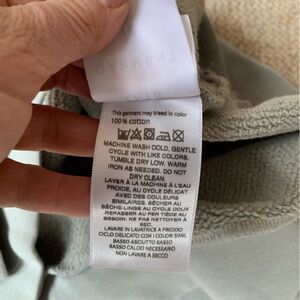 GARMENT
This garment may bleed in color
100% cotton
MACHINE WASH COLD. GENTLE
CYCLE WITH LIKE COLORS.
TUMBLE DRY LOW. WARM
IRON AS NEEDED. DO NOT
DRY CLEAN.
LAVER À LA MACHINE À L'EAU
FROIDE, AU CYCLE DÉLICAT
AVEC DES COULEURS
SIMILAIRES. SÉCHER AU
SÈCHE-LINGE AU CYCLE DOUX
REPASSER AU FER TIÈDE AU
BESOIN. NE PAS NETTOYER À
SEC.
LAVARE IN LAVATRICE A FREDDO
CICLO DELICATO CON I COLOR SIMIL
BASSO ASCIUTTO BASSO
BASSO CALDO NECESSARIO
NON LAVARE A SECCO